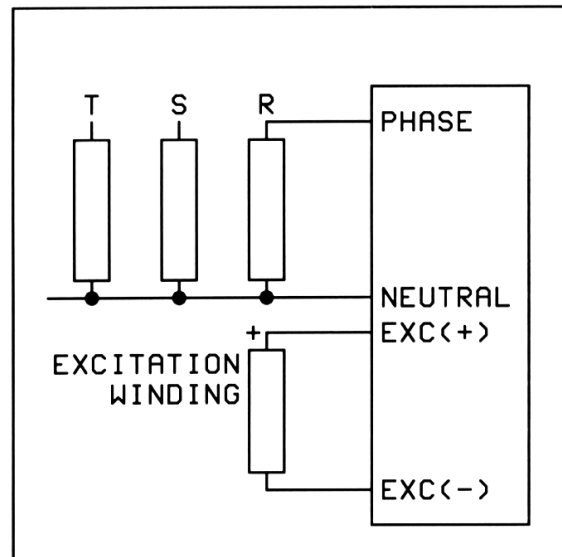 T S R
PHASE
NEUTRAL
+ EXC(+)
EXCITATION
WINDING
EXC(-)